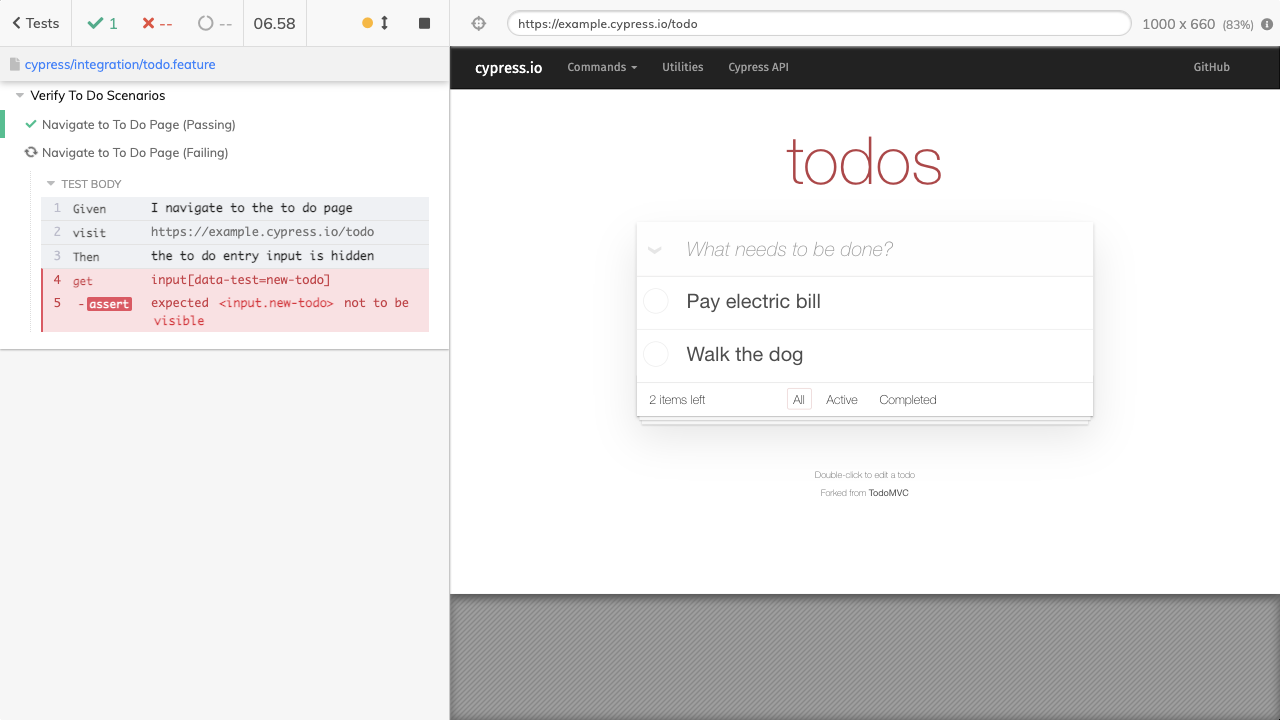 Tests
1
--
--
06.58
https://example.cypress.io/todo
1000 x 660 (83%)
cypress/integration/todo.feature
Verify To Do Scenarios
Navigate to To Do Page (Passing)
Navigate to To Do Page (Failing)
TEST BODY
1 Given I navigate to the to do page
2 visit https://example.cypress.io/todo
3 Then the to do entry input is hidden
4 get input[data-test=new-todo]
5 -assert expected <input.new-todo> not to be
visible
cypress.io
Commands
Utilities
Cypress API
GitHub
todos
What needs to be done?
Pay electric bill
Walk the dog
2 items left
All
Active
Completed
Double-click to edit a todo
Forked from TodoMVC